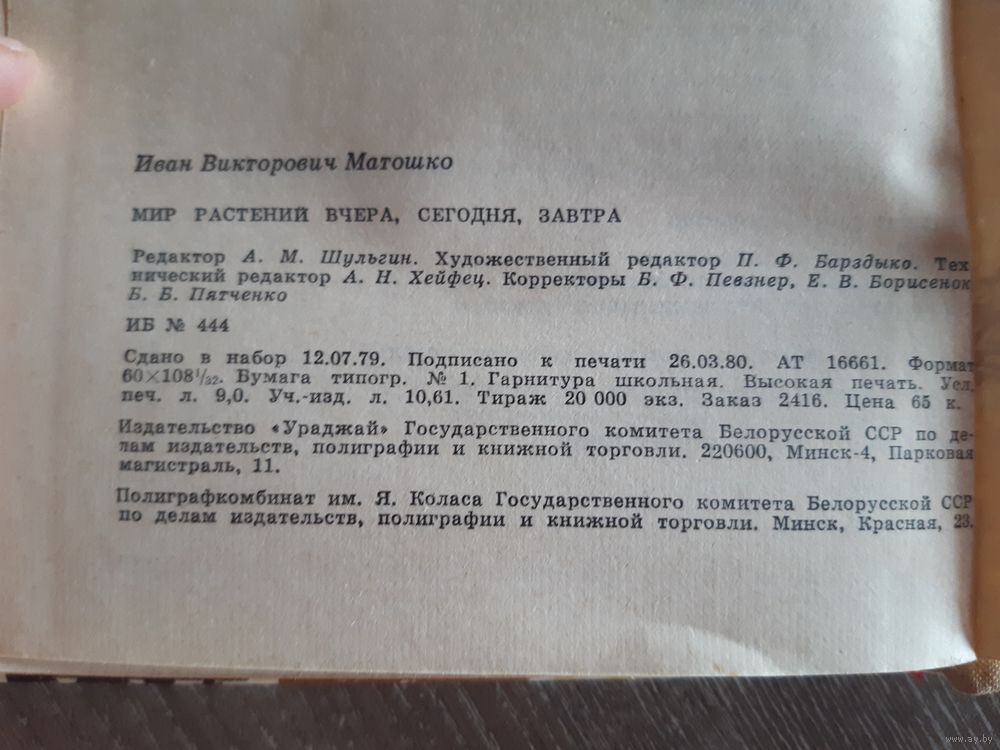 Иван Викторович Матошко
МИР РАСТЕНИЙ ВЧЕРА, СЕГОДНЯ, ЗАВТРА
Редактор А. М. Шульгин. Художественный редактор П. Ф. Барздыко. Тех
нический редактор А. Н. Хейфец. Корректоры Б. Ф. Певзнер, Е. В. Борисенок
Б. Б. Пятченко
ИБ № 444
Сдано в набор 12.07.79. Подписано к печати 26.03.80. АТ 16661. Формат
60×108¹/₃₂. Бумага типогр. № 1. Гарнитура школьная. Высокая печать. Усл.
печ. л. 9,0. Уч.-изд. л. 10,61. Тираж 20 000 экз. Заказ 2416. Цена 65 к.
Издательство «Ураджай» Государственного комитета Белорусской ССР по де-
лам издательств, полиграфии и книжной торговли. 220600, Минск-4, Парковая
магистраль, 11.
Полиграфкомбинат им. Я. Коласа Государственного комитета Белорусской ССР
по делам издательств, полиграфии и книжной торговли. Минск, Красная, 23.
www.ay.by